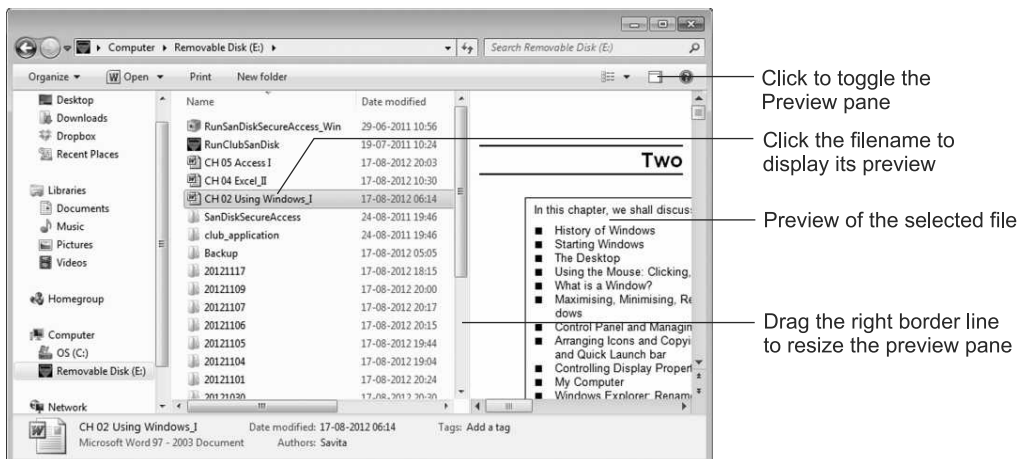 Computer ▸ Removable Disk (E:) ▸
Search Removable Disk (E:)
Organize
Open
Print
New folder
Desktop
Downloads
Dropbox
Recent Places
Libraries
Documents
Music
Pictures
Videos
Homegroup
Computer
OS (C:)
Removable Disk (E:)
Network
Name Date modified
RunSanDiskSecureAccess_Win 29-06-2011 10:56
RunClubSanDisk 19-07-2011 10:24
CH 05 Access I 17-08-2012 20:03
CH 04 Excel_II 17-08-2012 10:30
CH 02 Using Windows_I 17-08-2012 06:14
SanDiskSecureAccess 24-08-2011 19:46
club_application 24-08-2011 19:46
Backup 17-08-2012 05:05
20121117 17-08-2012 18:15
20121109 17-08-2012 20:00
20121107 17-08-2012 20:17
20121106 17-08-2012 20:15
20121105 17-08-2012 19:44
20121104 17-08-2012 19:04
20121101 17-08-2012 20:24
20121030 17-08-2012 20:30
Two
In this chapter, we shall discus
History of Windows
Starting Windows
The Desktop
Using the Mouse: Clicking,
What is a Window?
Maximising, Minimising, Re
dows
Control Panel and Managin
Arranging Icons and Copyi
and Quick Launch bar
Controlling Display Propert
My Computer
Windows Explorer: Renam
CH 02 Using Windows_I Date modified: 17-08-2012 06:14 Tags: Add a tag
Microsoft Word 97 - 2003 Document Authors: Savita
Click to toggle the
Preview pane
Click the filename to
display its preview
Preview of the selected file
Drag the right border line
to resize the preview pane